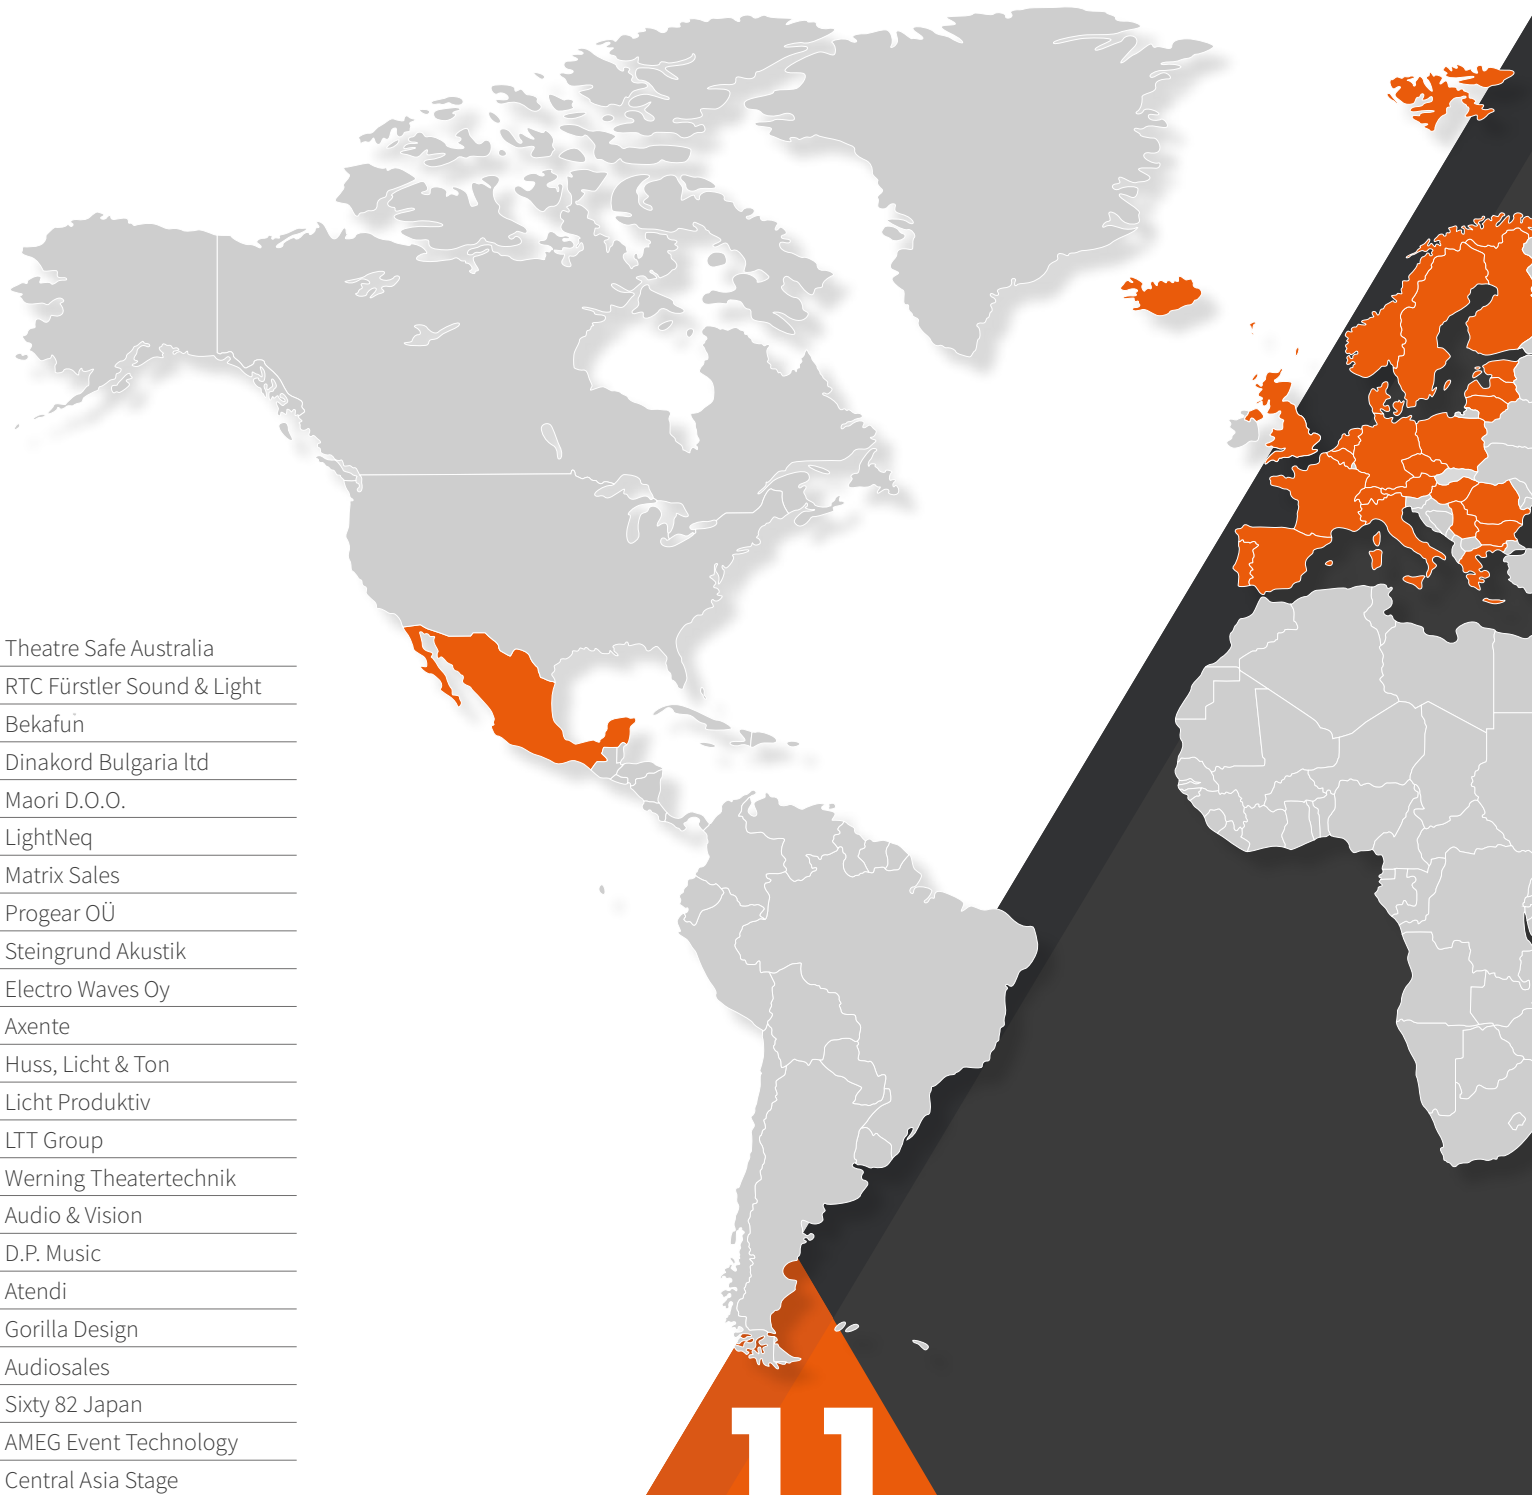 Theatre Safe Australia
RTC Fürstler Sound & Light
Bekafun
Dinakord Bulgaria ltd
Maori D.O.O.
LightNeq
Matrix Sales
Progear OÜ
Steingrund Akustik
Electro Waves Oy
Axente
Huss, Licht & Ton
Licht Produktiv
LTT Group
Werning Theatertechnik
Audio & Vision
D.P. Music
Atendi
Gorilla Design
Audiosales
Sixty 82 Japan
AMEG Event Technology
Central Asia Stage
11